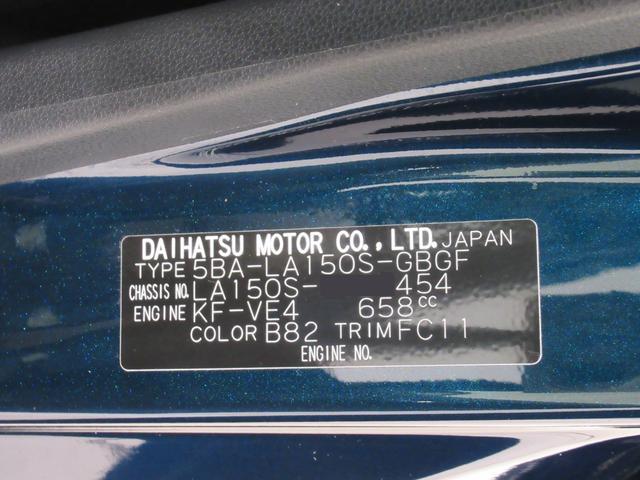 DAIHATSU MOTOR CO., LTD. JAPAN
TYPE 5BA-LA150S-GBGF
CHASSIS NO. LA150S- 454
ENGINE KF-VE4 658CC
COLOR B82 TRIM FC11
ENGINE NO.